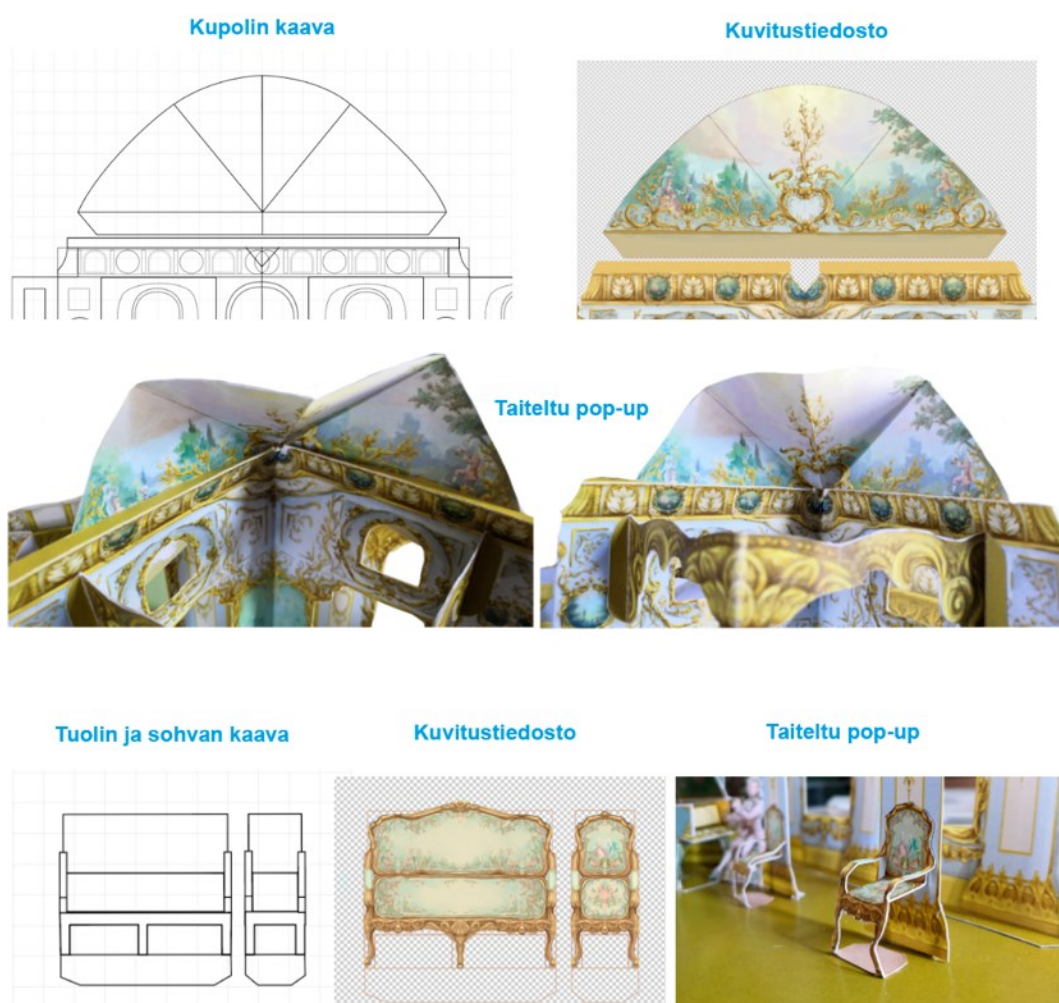 Kupolin kaava
Kuvitustiedosto
Taiteltu pop-up
Tuolin ja sohvan kaava
Kuvitustiedosto
Taiteltu pop-up